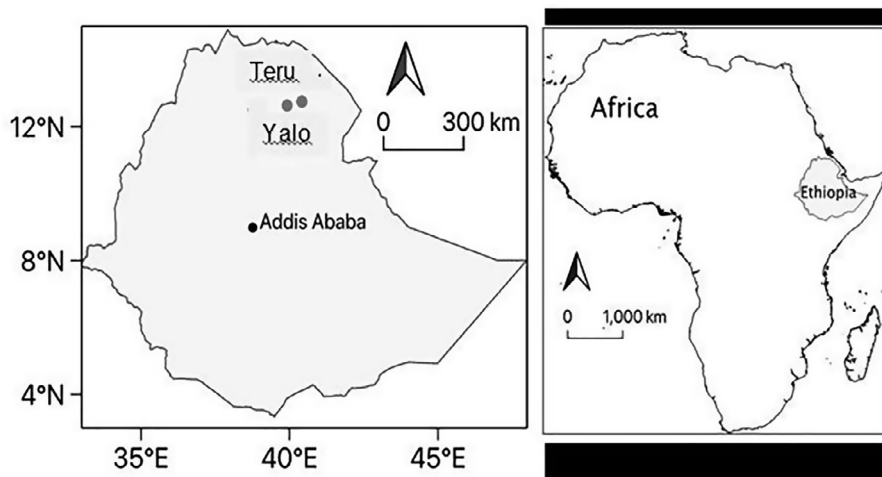 Teru
Yalo
Addis Ababa
0 300 km
12°N
8°N
4°N
35°E 40°E 45°E
Africa
Ethiopia
0 1,000 km